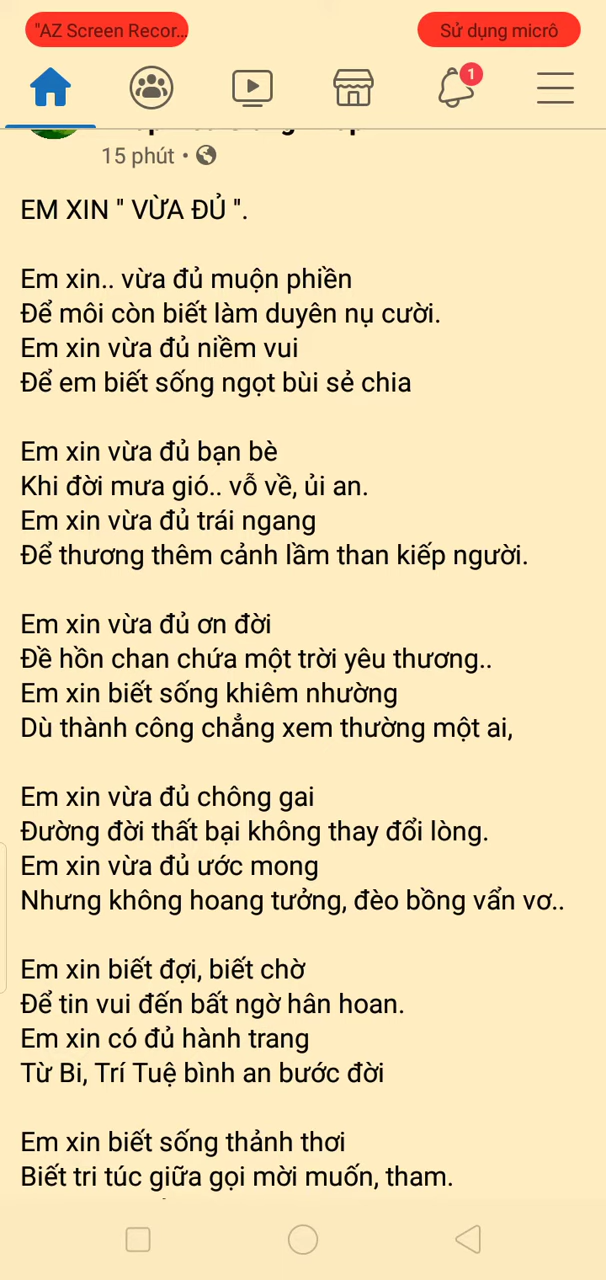 "AZ Screen Recor...
Sử dụng micrô
1
15 phút •
EM XIN " VỪA ĐỦ ".
Em xin.. vừa đủ muộn phiền
Để môi còn biết làm duyên nụ cười.
Em xin vừa đủ niềm vui
Để em biết sống ngọt bùi sẻ chia
Em xin vừa đủ bạn bè
Khi đời mưa gió.. vỗ về, ủi an.
Em xin vừa đủ trái ngang
Để thương thêm cảnh lầm than kiếp người.
Em xin vừa đủ ơn đời
Đề hồn chan chứa một trời yêu thương..
Em xin biết sống khiêm nhường
Dù thành công chẳng xem thường một ai,
Em xin vừa đủ chông gai
Đường đời thất bại không thay đổi lòng.
Em xin vừa đủ ước mong
Nhưng không hoang tưởng, đèo bồng vẩn vơ..
Em xin biết đợi, biết chờ
Để tin vui đến bất ngờ hân hoan.
Em xin có đủ hành trang
Từ Bi, Trí Tuệ bình an bước đời
Em xin biết sống thảnh thơi
Biết tri túc giữa gọi mời muốn, tham.